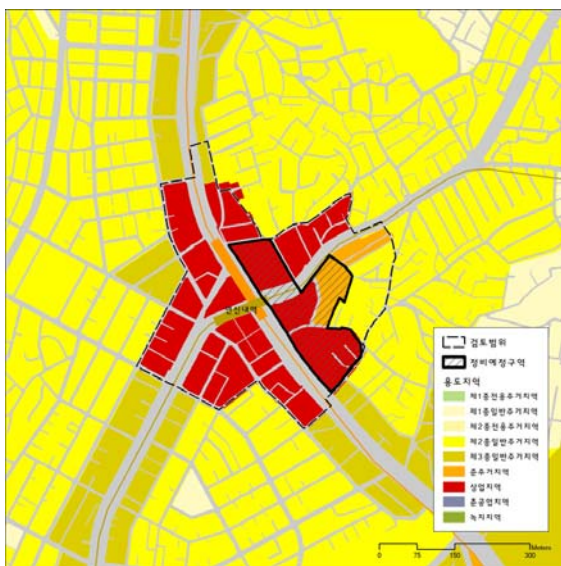 연신내역
검토범위
정비예정구역
용도지역
제1종전용주거지역
제1종일반주거지역
제2종전용주거지역
제2종일반주거지역
제3종일반주거지역
준주거지역
상업지역
준공업지역
녹지지역
0 75 150 300 Meters